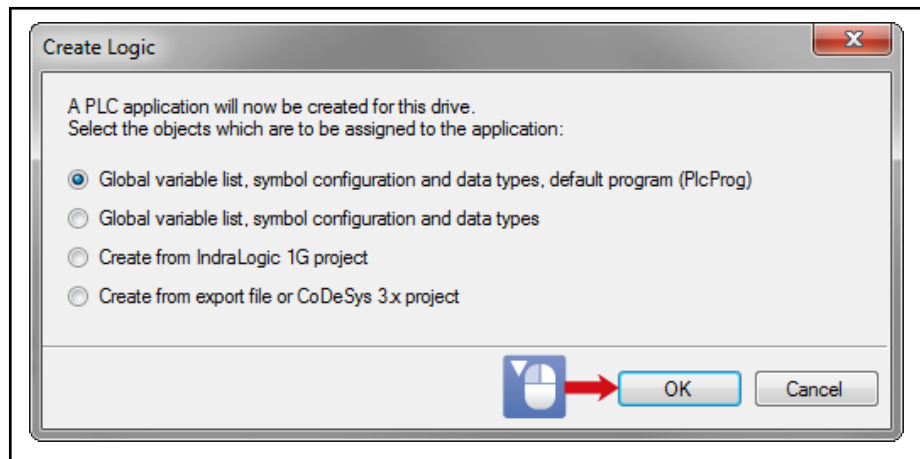 Create Logic
A PLC application will now be created for this drive.
Select the objects which are to be assigned to the application:
Global variable list, symbol configuration and data types, default program (PlcProg)
Global variable list, symbol configuration and data types
Create from IndraLogic 1G project
Create from export file or CoDeSys 3.x project
OK Cancel